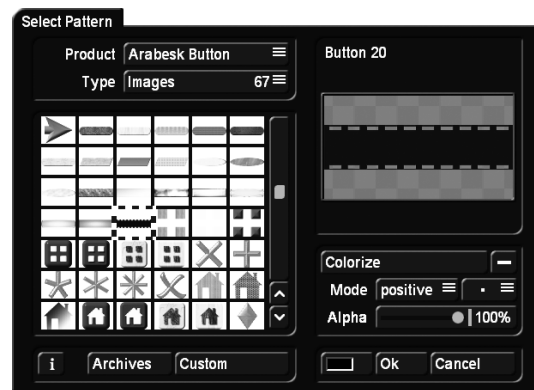 Select Pattern
Product Arabesk Button
Type Images 67
Button 20
Colorize
Mode positive
Alpha 100%
i Archives Custom
Ok Cancel